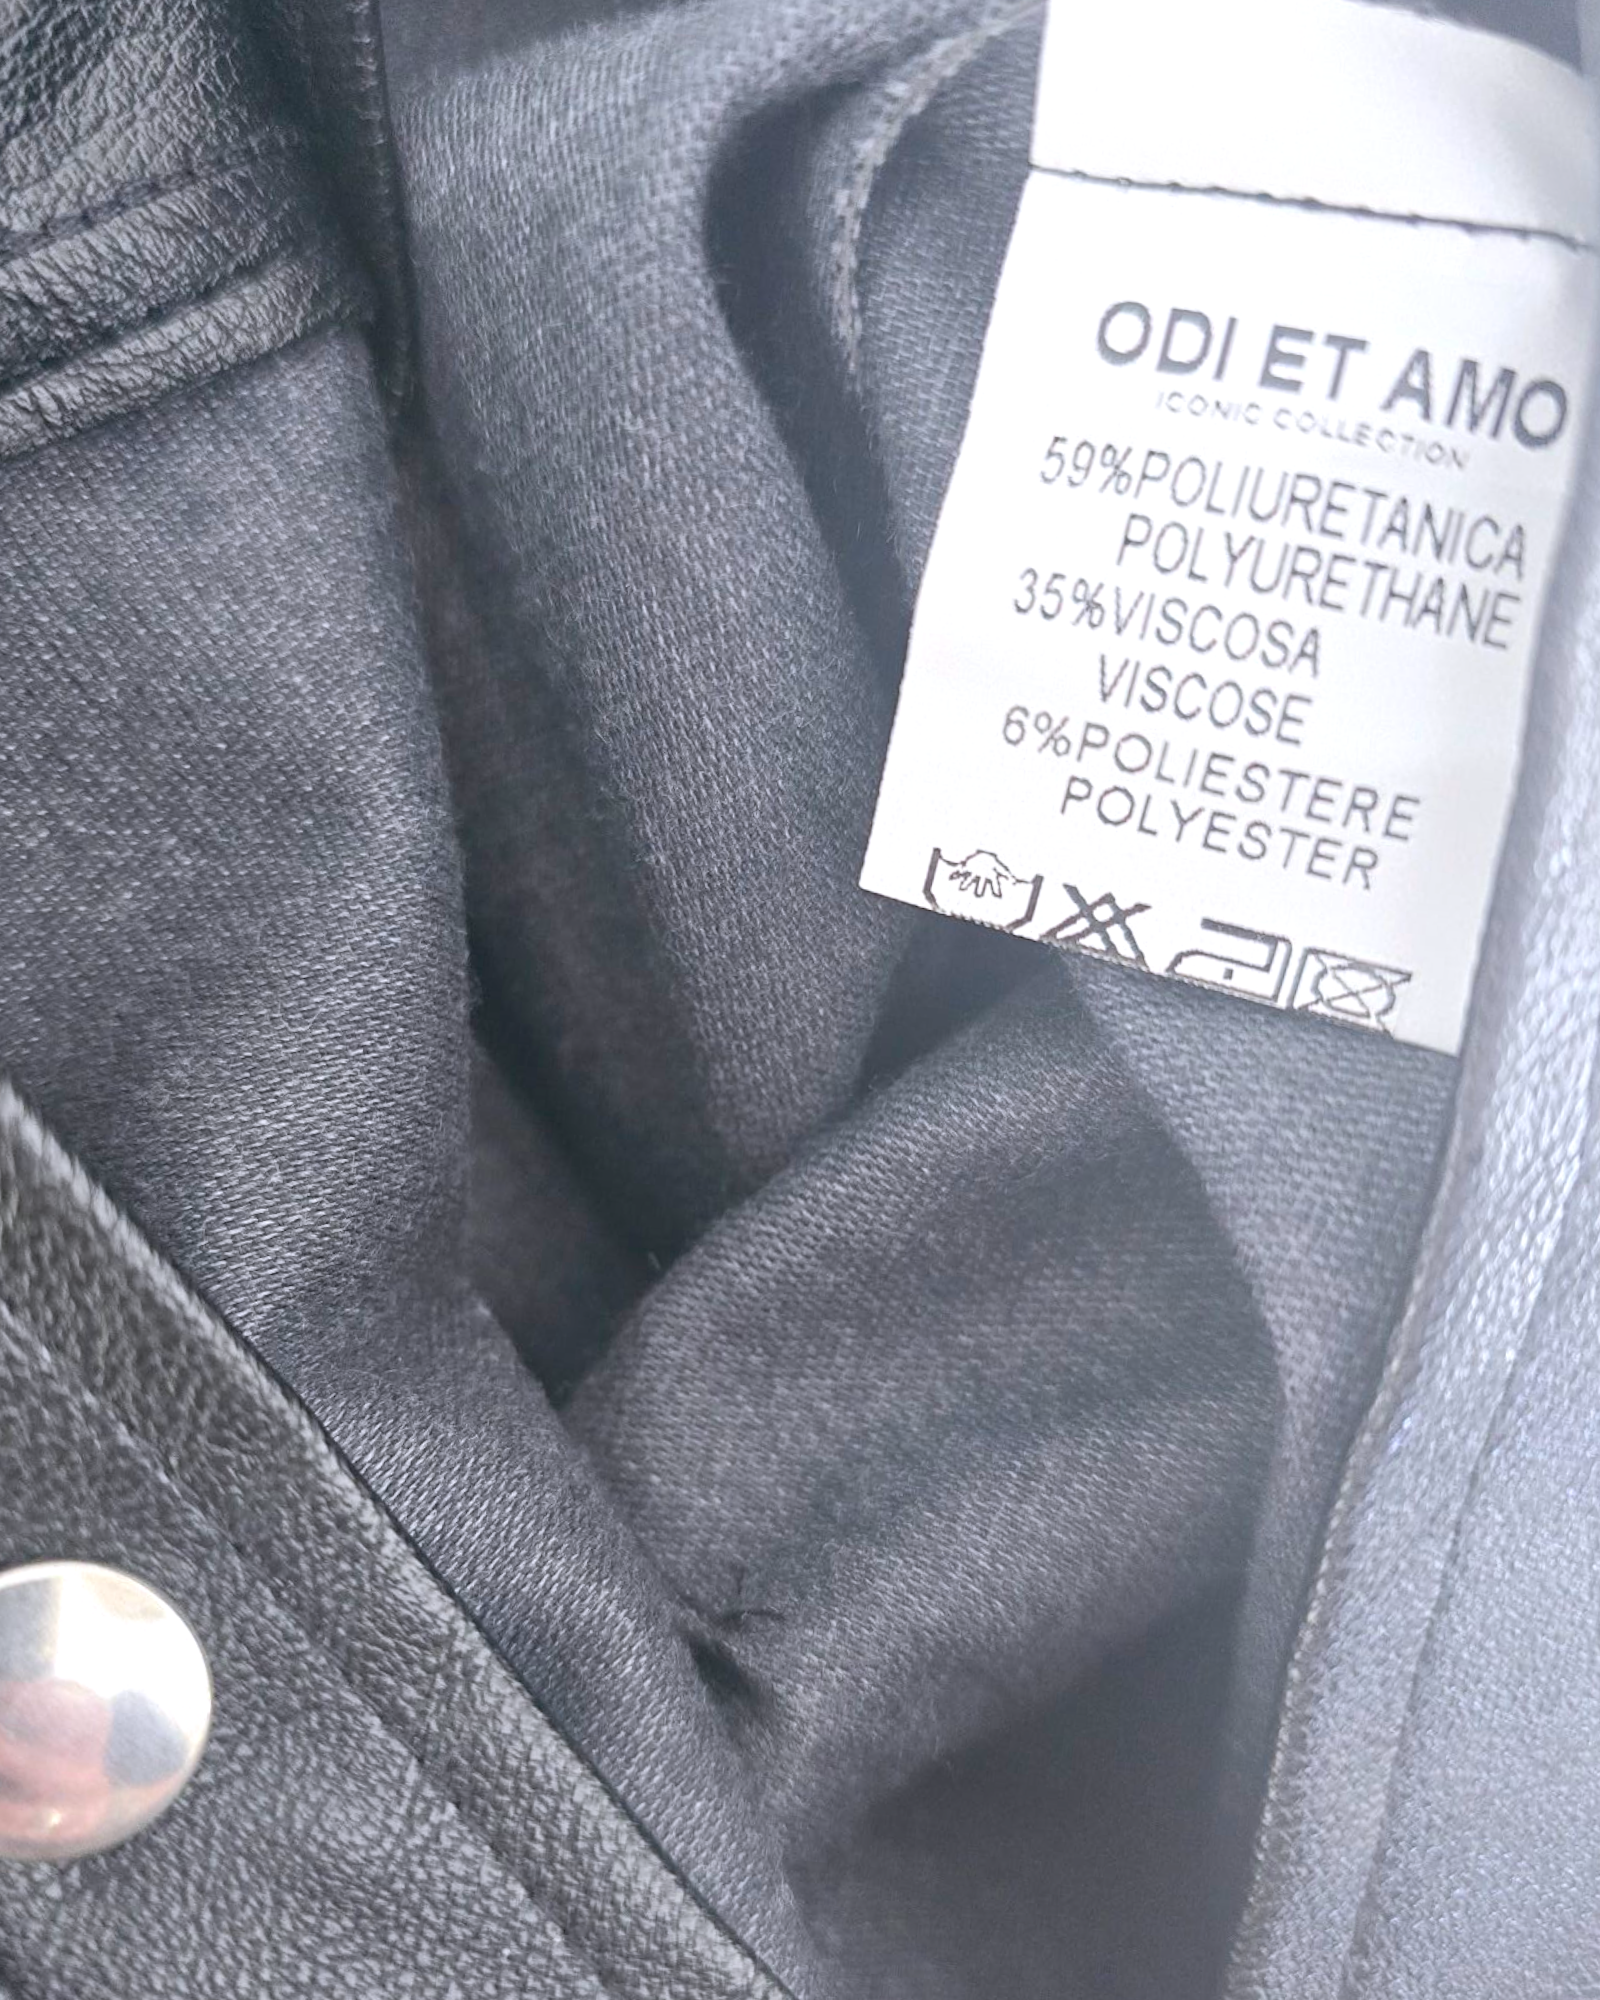 ODI ET AMO
ICONIC COLLECTION
59%POLIURETANICA
POLYURETHANE
35%VISCOSA
VISCOSE
6%POLIESTERE
POLYESTER